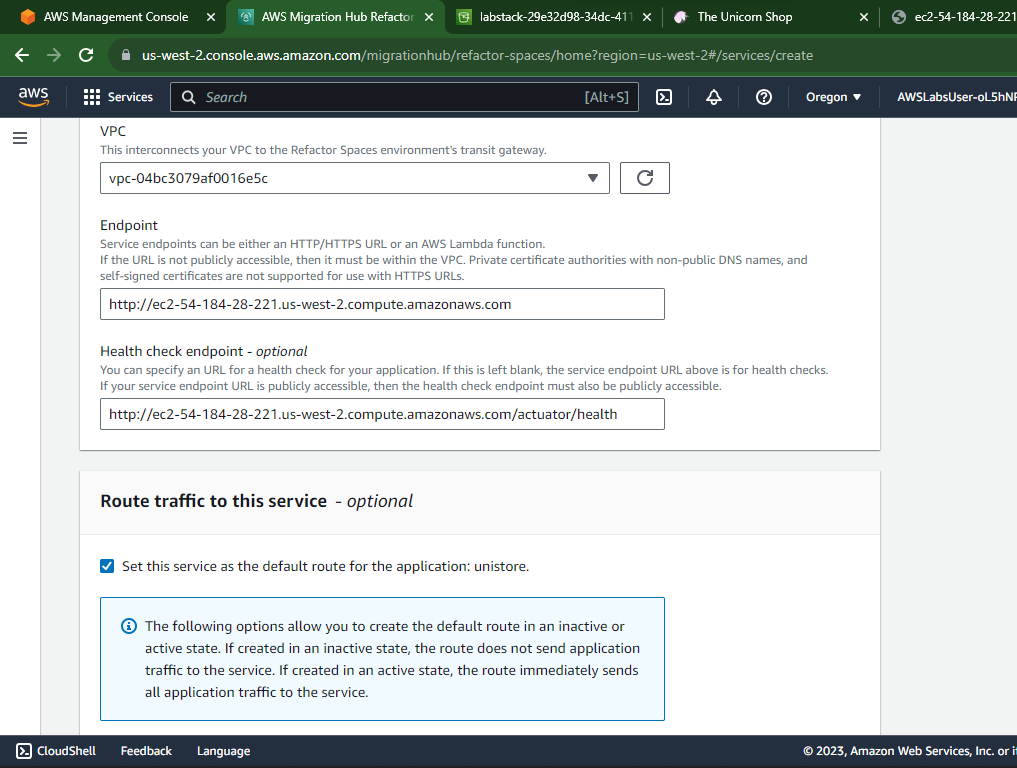 AWS Management Console
AWS Migration Hub Refactor
labstack-29e32d98-34dc-411
The Unicorn Shop
ec2-54-184-28-221
us-west-2.console.aws.amazon.com/migrationhub/refactor-spaces/home?region=us-west-2#/services/create
aws
Services
Search
[Alt+S]
Oregon
AWSLabsUser-oL5hNF
VPC
This interconnects your VPC to the Refactor Spaces environment's transit gateway.
vpc-04bc3079af0016e5c
Endpoint
Service endpoints can be either an HTTP/HTTPS URL or an AWS Lambda function.
If the URL is not publicly accessible, then it must be within the VPC. Private certificate authorities with non-public DNS names, and
self-signed certificates are not supported for use with HTTPS URLs.
http://ec2-54-184-28-221.us-west-2.compute.amazonaws.com
Health check endpoint - optional
You can specify an URL for a health check for your application. If this is left blank, the service endpoint URL above is for health checks.
If your service endpoint URL is publicly accessible, then the health check endpoint must also be publicly accessible.
http://ec2-54-184-28-221.us-west-2.compute.amazonaws.com/actuator/health
Route traffic to this service - optional
Set this service as the default route for the application: unistore.
The following options allow you to create the default route in an inactive or
active state. If created in an inactive state, the route does not send application
traffic to the service. If created in an active state, the route immediately sends
all application traffic to the service.
CloudShell
Feedback
Language
© 2023, Amazon Web Services, Inc. or i